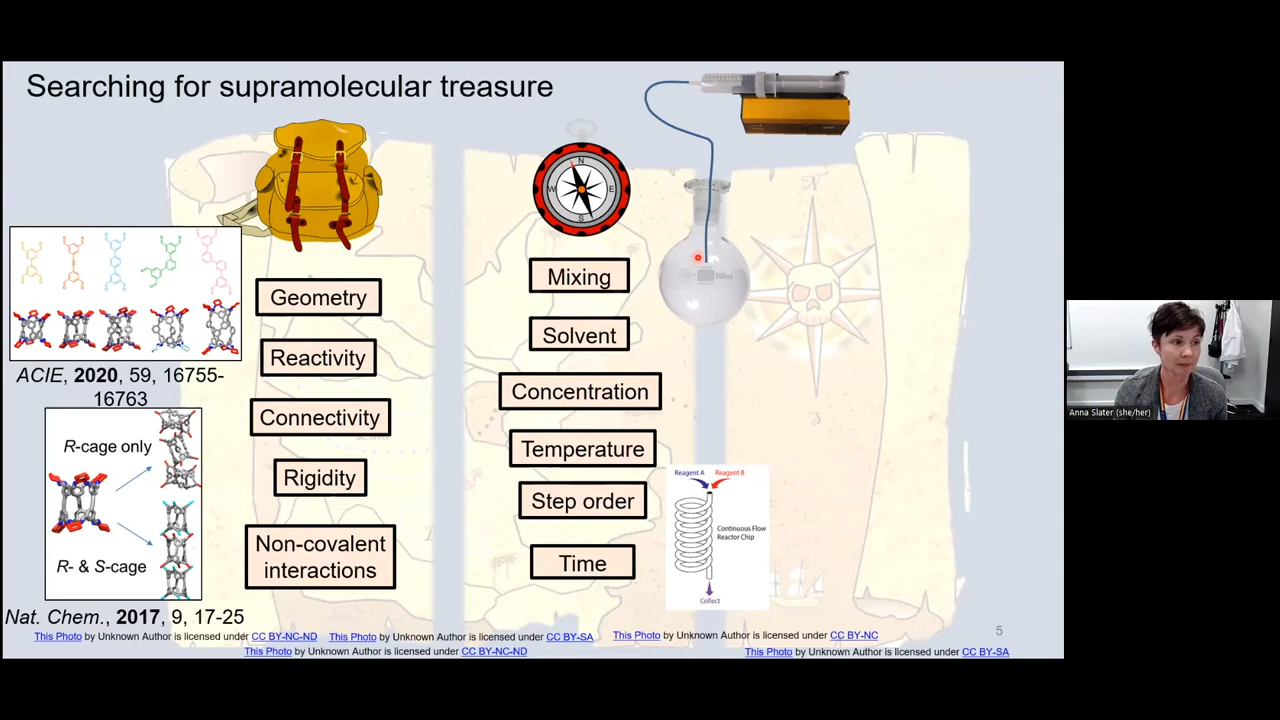 Searching for supramolecular treasure
N
W
E
S
500ml
N
Geometry
Reactivity
Connectivity
Rigidity
Non-covalent
interactions
Mixing
Solvent
Concentration
Temperature
Step order
Time
ACIE, 2020, 59, 16755-
16763
R-cage only
R- & S-cage
Nat. Chem., 2017, 9, 17-25
Reagent A
Reagent B
Continuous Flow
Reactor Chip
Collect
This Photo by Unknown Author is licensed under CC BY-NC-ND
This Photo by Unknown Author is licensed under CC BY-SA
This Photo by Unknown Author is licensed under CC BY-NC
This Photo by Unknown Author is licensed under CC BY-NC-ND
This Photo by Unknown Author is licensed under CC BY-SA
5
Anna Slater (she/her)